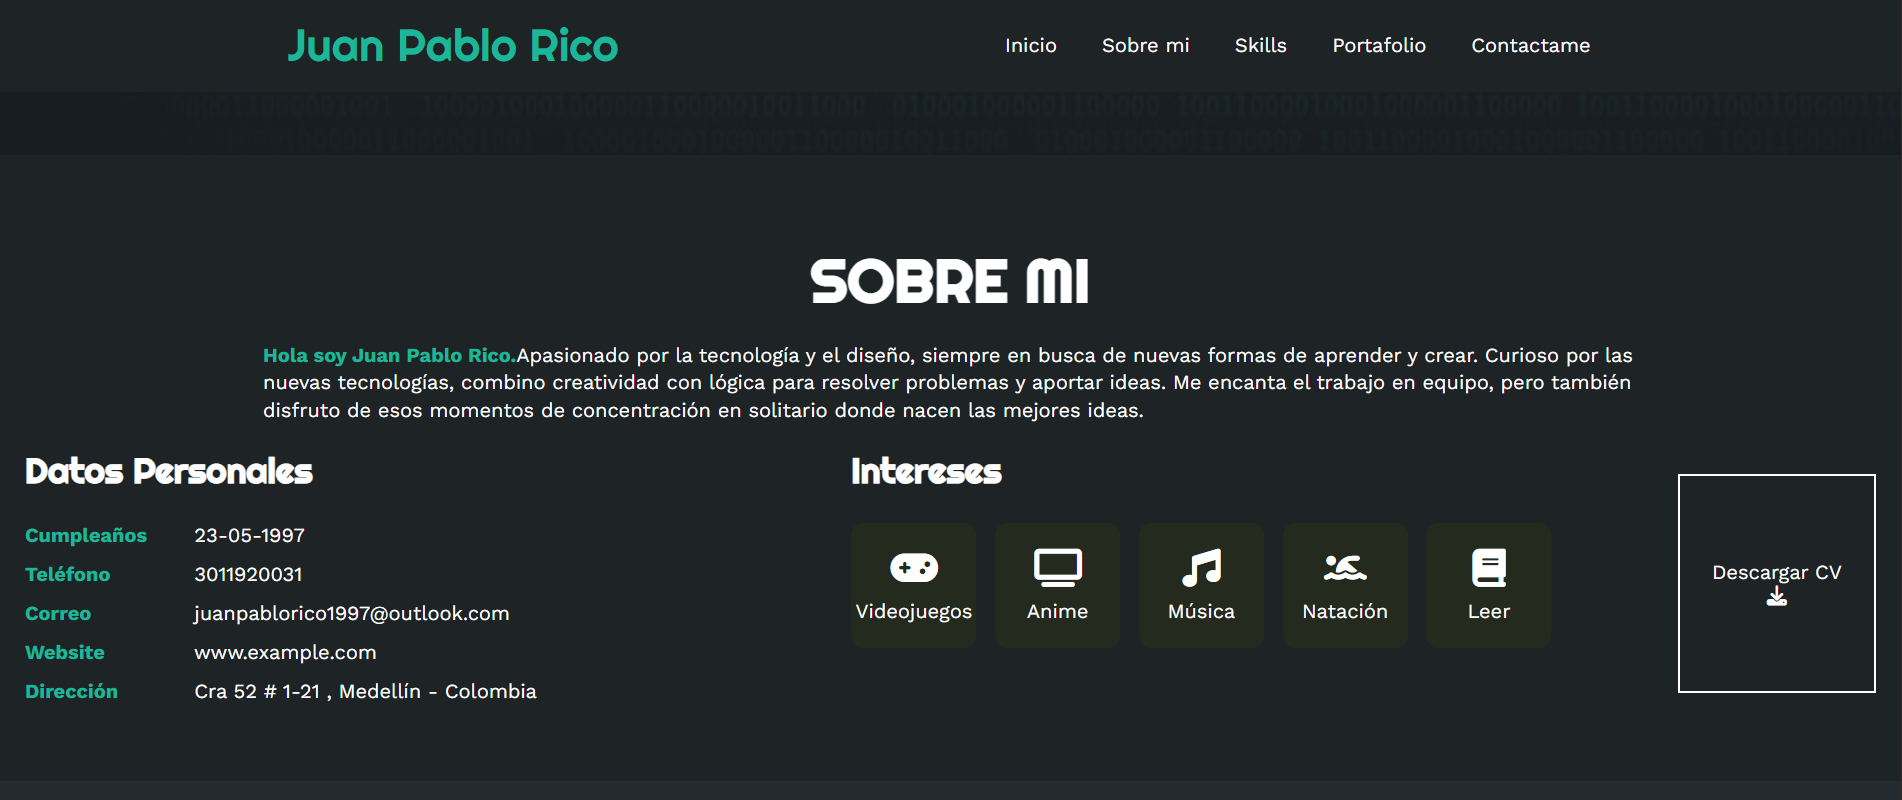 Juan Pablo Rico
Inicio Sobre mi Skills Portafolio Contactame
SOBRE MI
Hola soy Juan Pablo Rico.Apasionado por la tecnología y el diseño, siempre en busca de nuevas formas de aprender y crear. Curioso por las
nuevas tecnologías, combino creatividad con lógica para resolver problemas y aportar ideas. Me encanta el trabajo en equipo, pero también
disfruto de esos momentos de concentración en solitario donde nacen las mejores ideas.
Datos Personales
Cumpleaños 23-05-1997
Teléfono 3011920031
Correo juanpablorico1997@outlook.com
Website www.example.com
Dirección Cra 52 # 1-21 , Medellín - Colombia
Intereses
Videojuegos Anime Música Natación Leer
Descargar CV